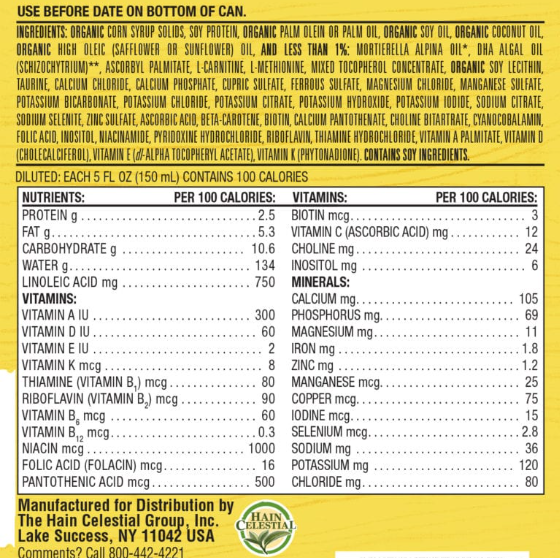 USE BEFORE DATE ON BOTTOM OF CAN.
INGREDIENTS: ORGANIC CORN SYRUP SOLIDS, SOY PROTEIN, ORGANIC PALM OLEIN OR PALM OIL, ORGANIC SOY OIL, ORGANIC COCONUT OIL,
ORGANIC HIGH OLEIC (SAFFLOWER OR SUNFLOWER) OIL, AND LESS THAN 1%: MORTIERELLA ALPINA OIL*, DHA ALGAL OIL
(SCHIZOCHYTRIUM)**, ASCORBYL PALMITATE, L-CARNITINE, L-METHIONINE, MIXED TOCOPHEROL CONCENTRATE, ORGANIC SOY LECITHIN,
TAURINE, CALCIUM CHLORIDE, CALCIUM PHOSPHATE, CUPRIC SULFATE, FERROUS SULFATE, MAGNESIUM CHLORIDE, MANGANESE SULFATE,
POTASSIUM BICARBONATE, POTASSIUM CHLORIDE, POTASSIUM CITRATE, POTASSIUM HYDROXIDE, POTASSIUM IODIDE, SODIUM CITRATE,
SODIUM SELENITE, ZINC SULFATE, ASCORBIC ACID, BETA-CAROTENE, BIOTIN, CALCIUM PANTOTHENATE, CHOLINE BITARTRATE, CYANOCOBALAMIN,
FOLIC ACID, INOSITOL, NIACINAMIDE, PYRIDOXINE HYDROCHLORIDE, RIBOFLAVIN, THIAMINE HYDROCHLORIDE, VITAMIN A PALMITATE, VITAMIN D
(CHOLECALCIFEROL), VITAMIN E (dl-ALPHA TOCOPHERYL ACETATE), VITAMIN K (PHYTONADIONE). CONTAINS SOY INGREDIENTS.
DILUTED: EACH 5 FL OZ (150 mL) CONTAINS 100 CALORIES
NUTRIENTS: PER 100 CALORIES:
PROTEIN g 2.5
FAT g 5.3
CARBOHYDRATE g 10.6
WATER g 134
LINOLEIC ACID mg 750
VITAMINS:
VITAMIN A IU 300
VITAMIN D IU 60
VITAMIN E IU 2
VITAMIN K mcg 8
THIAMINE (VITAMIN B1) mcg 80
RIBOFLAVIN (VITAMIN B2) mcg 90
VITAMIN B6 mcg 60
VITAMIN B12 mcg 0.3
NIACIN mcg 1000
FOLIC ACID (FOLACIN) mcg 16
PANTOTHENIC ACID mcg 500
VITAMINS: PER 100 CALORIES:
BIOTIN mcg 3
VITAMIN C (ASCORBIC ACID) mg 12
CHOLINE mg 24
INOSITOL mg 6
MINERALS:
CALCIUM mg 105
PHOSPHORUS mg 69
MAGNESIUM mg 11
IRON mg 1.8
ZINC mg 1.2
MANGANESE mcg 25
COPPER mcg 75
IODINE mcg 15
SELENIUM mcg 2.8
SODIUM mg 36
POTASSIUM mg 120
CHLORIDE mg 80
Manufactured for Distribution by
The Hain Celestial Group, Inc.
Lake Success, NY 11042 USA
Comments? Call 800-442-4221
HAIN
CELESTIAL